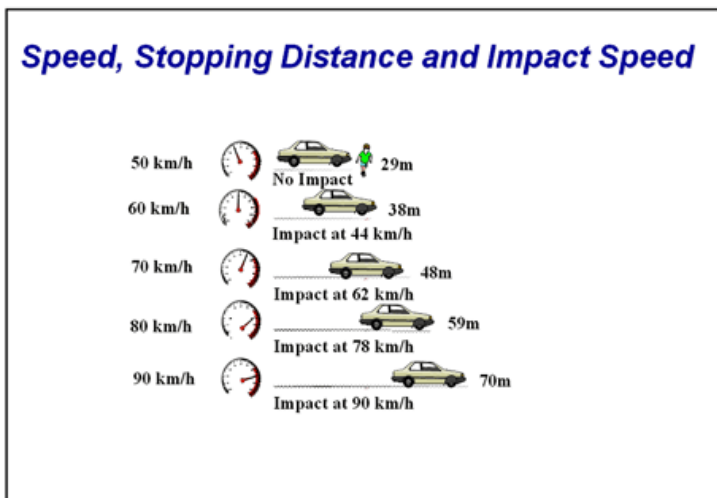 Speed, Stopping Distance and Impact Speed
50 km/h 29m
No Impact
60 km/h 38m
Impact at 44 km/h
70 km/h 48m
Impact at 62 km/h
80 km/h 59m
Impact at 78 km/h
90 km/h 70m
Impact at 90 km/h